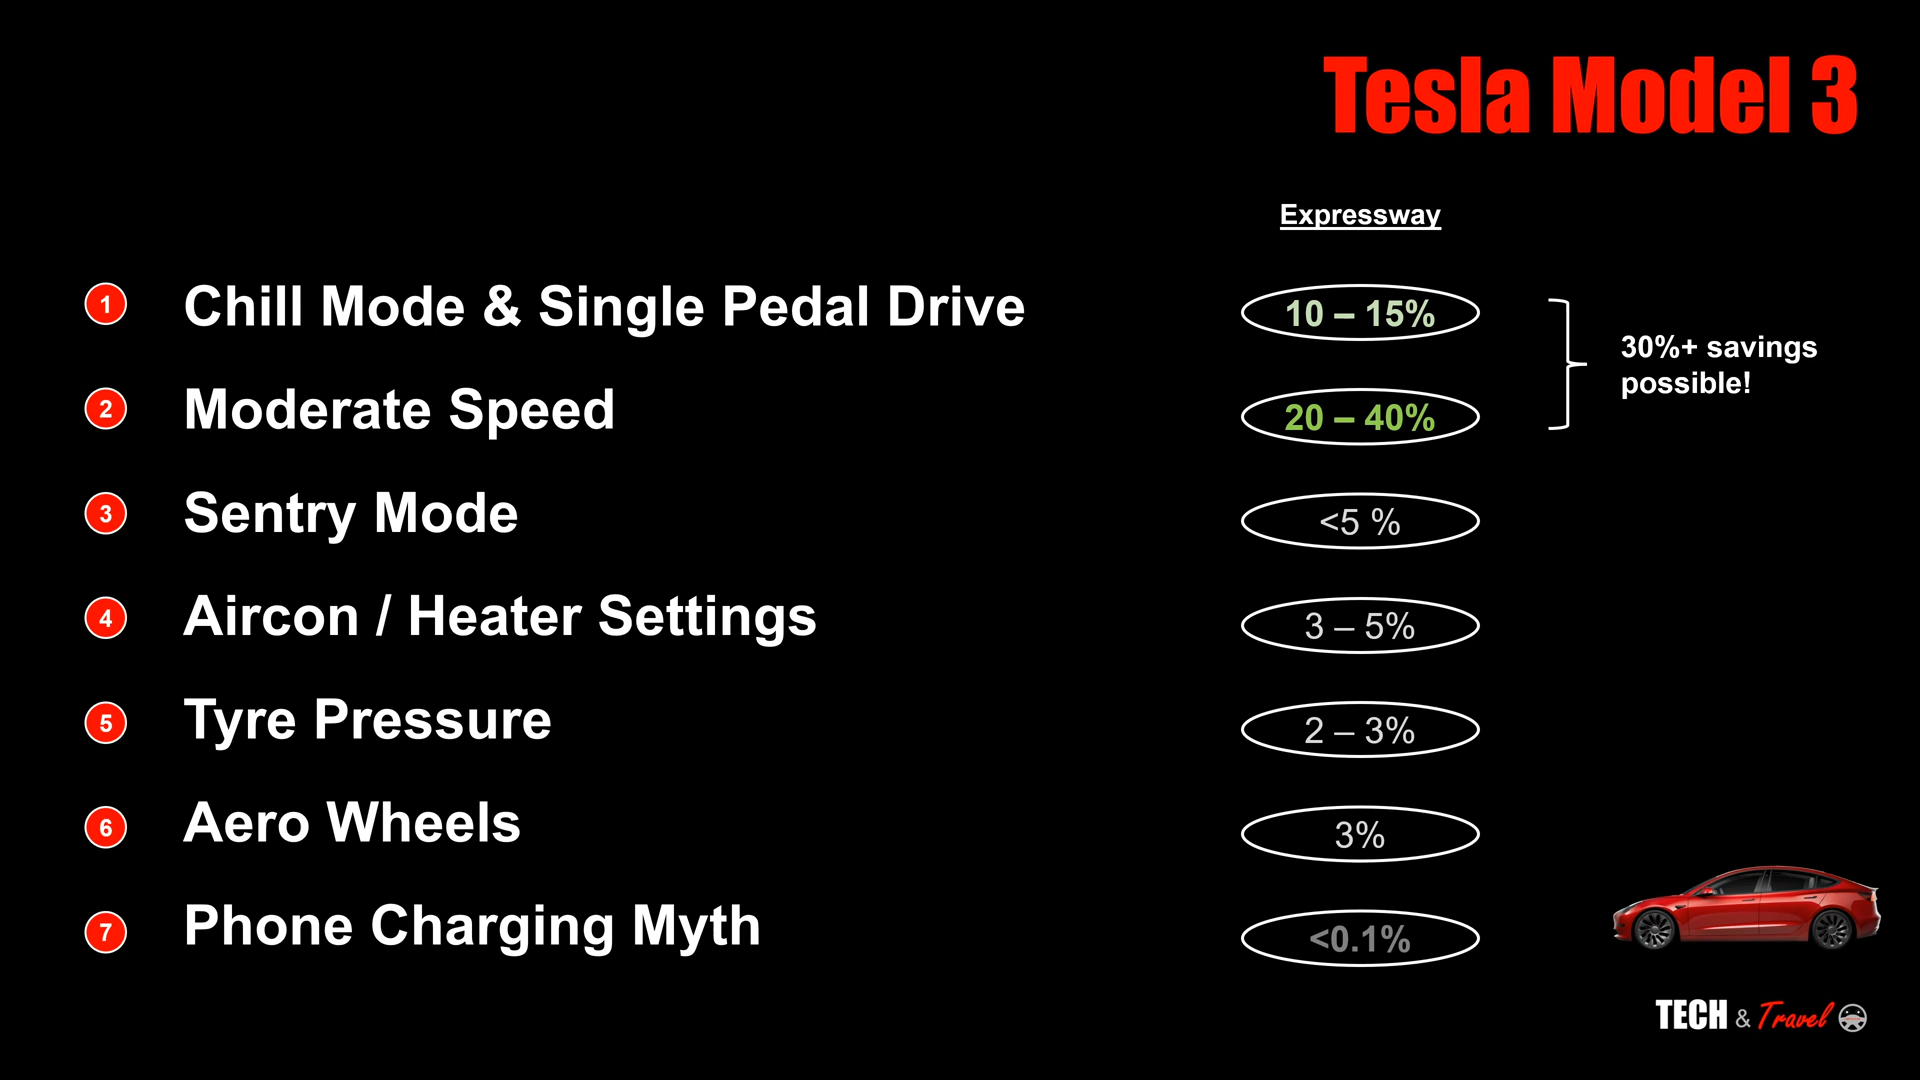 Tesla Model 3
Expressway
1 Chill Mode & Single Pedal Drive 10 – 15%
30%+ savings
possible!
2 Moderate Speed 20 – 40%
3 Sentry Mode <5 %
4 Aircon / Heater Settings 3 – 5%
5 Tyre Pressure 2 – 3%
6 Aero Wheels 3%
7 Phone Charging Myth <0.1%
TECH & Travel